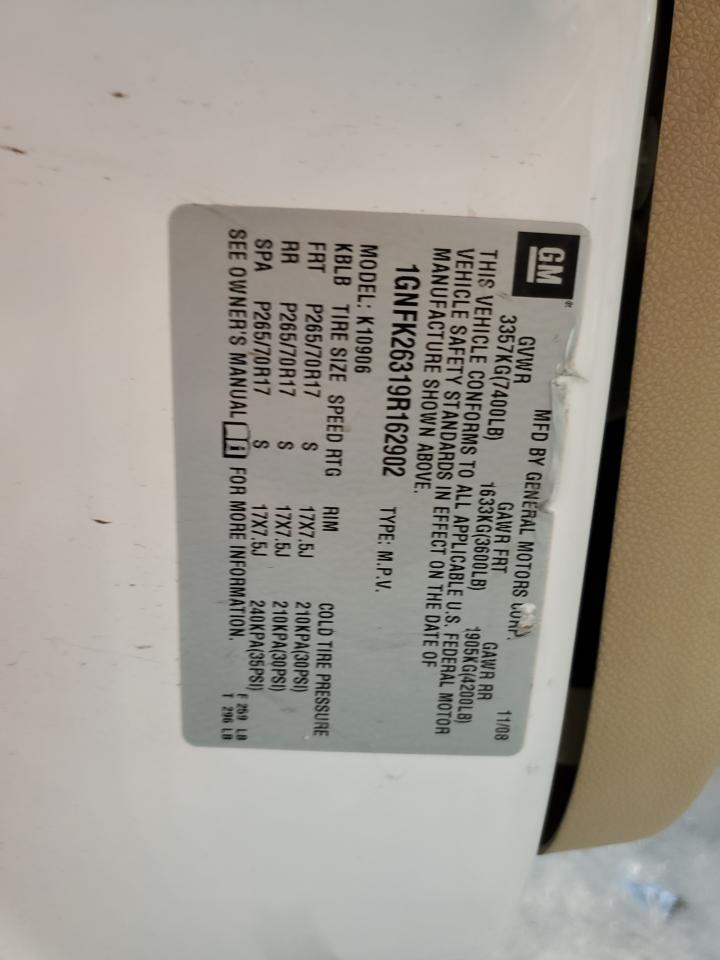 GM
MFD BY GENERAL MOTORS CORP. 11/08
GVWR GAWR FRT GAWR RR
3357KG(7400LB) 1633KG(3600LB) 1905KG(4200LB)
THIS VEHICLE CONFORMS TO ALL APPLICABLE U.S. FEDERAL MOTOR
VEHICLE SAFETY STANDARDS IN EFFECT ON THE DATE OF
MANUFACTURE SHOWN ABOVE.
1GNFK26319R162902 TYPE: M.P.V.
MODEL: K10906
KBLB TIRE SIZE SPEED RTG RIM COLD TIRE PRESSURE
FRT P265/70R17 S 17X7.5J 210KPA(30PSI)
RR P265/70R17 S 17X7.5J 210KPA(30PSI)
SPA P265/70R17 S 17X7.5J 240KPA(35PSI)
SEE OWNER'S MANUAL FOR MORE INFORMATION.
F 259 LB
T 296 LB